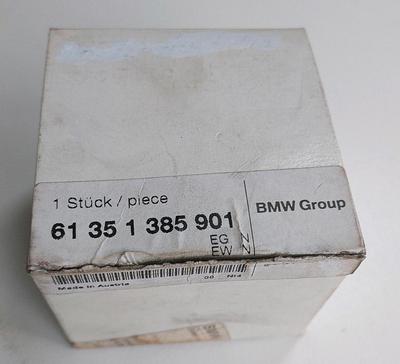 1 Stück / piece
61 35 1 385 901
BMW Group
EG N
EW N
Made in Austria